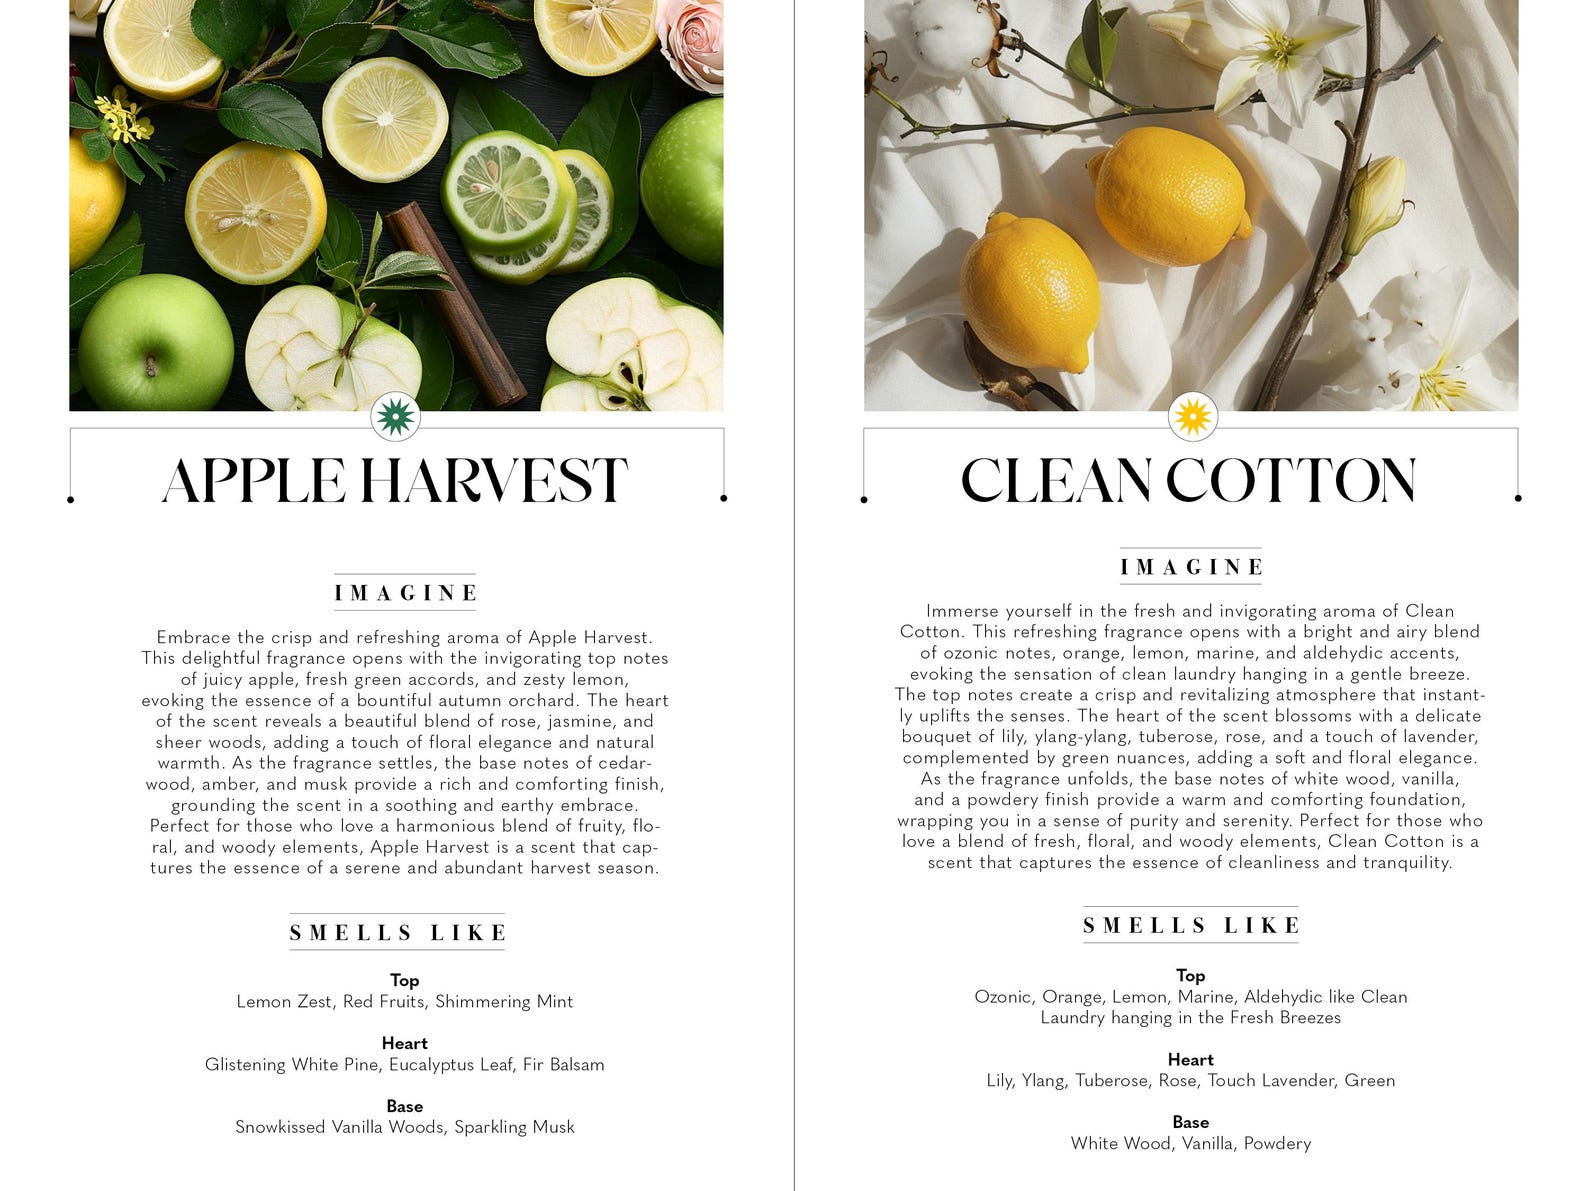 APPLE HARVEST
IMAGINE
Embrace the crisp and refreshing aroma of Apple Harvest.
This delightful fragrance opens with the invigorating top notes
of juicy apple, fresh green accords, and zesty lemon,
evoking the essence of a bountiful autumn orchard. The heart
of the scent reveals a beautiful blend of rose, jasmine, and
sheer woods, adding a touch of floral elegance and natural
warmth. As the fragrance settles, the base notes of cedar-
wood, amber, and musk provide a rich and comforting finish,
grounding the scent in a soothing and earthy embrace.
Perfect for those who love a harmonious blend of fruity, flo-
ral, and woody elements, Apple Harvest is a scent that cap-
tures the essence of a serene and abundant harvest season.
SMELLS LIKE
Top
Lemon Zest, Red Fruits, Shimmering Mint
Heart
Glistening White Pine, Eucalyptus Leaf, Fir Balsam
Base
Snowkissed Vanilla Woods, Sparkling Musk
CLEAN COTTON
IMAGINE
Immerse yourself in the fresh and invigorating aroma of Clean
Cotton. This refreshing fragrance opens with a bright and airy blend
of ozonic notes, orange, lemon, marine, and aldehydic accents,
evoking the sensation of clean laundry hanging in a gentle breeze.
The top notes create a crisp and revitalizing atmosphere that instant-
ly uplifts the senses. The heart of the scent blossoms with a delicate
bouquet of lily, ylang-ylang, tuberose, rose, and a touch of lavender,
complemented by green nuances, adding a soft and floral elegance.
As the fragrance unfolds, the base notes of white wood, vanilla,
and a powdery finish provide a warm and comforting foundation,
wrapping you in a sense of purity and serenity. Perfect for those who
love a blend of fresh, floral, and woody elements, Clean Cotton is a
scent that captures the essence of cleanliness and tranquility.
SMELLS LIKE
Top
Ozonic, Orange, Lemon, Marine, Aldehydic like Clean
Laundry hanging in the Fresh Breezes
Heart
Lily, Ylang, Tuberose, Rose, Touch Lavender, Green
Base
White Wood, Vanilla, Powdery